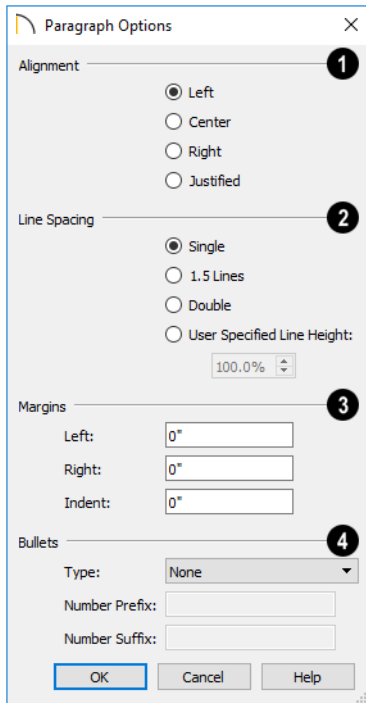 Paragraph Options
Alignment 1
Left
Center
Right
Justified
Line Spacing 2
Single
1.5 Lines
Double
User Specified Line Height:
100.0%
Margins 3
Left: 0"
Right: 0"
Indent: 0"
Bullets 4
Type: None
Number Prefix:
Number Suffix:
OK Cancel Help